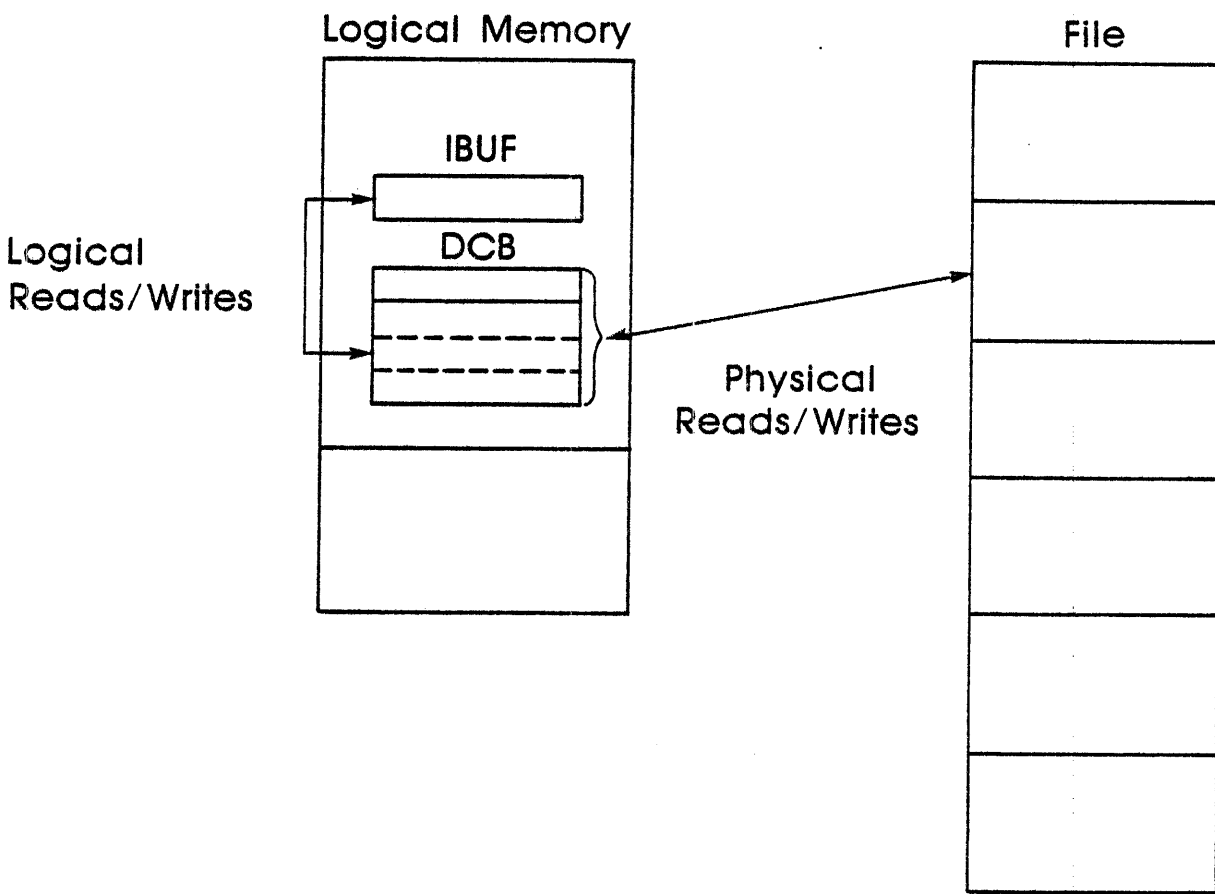 Logical Memory
File
IBUF
DCB
Logical
Reads/Writes
Physical
Reads/Writes